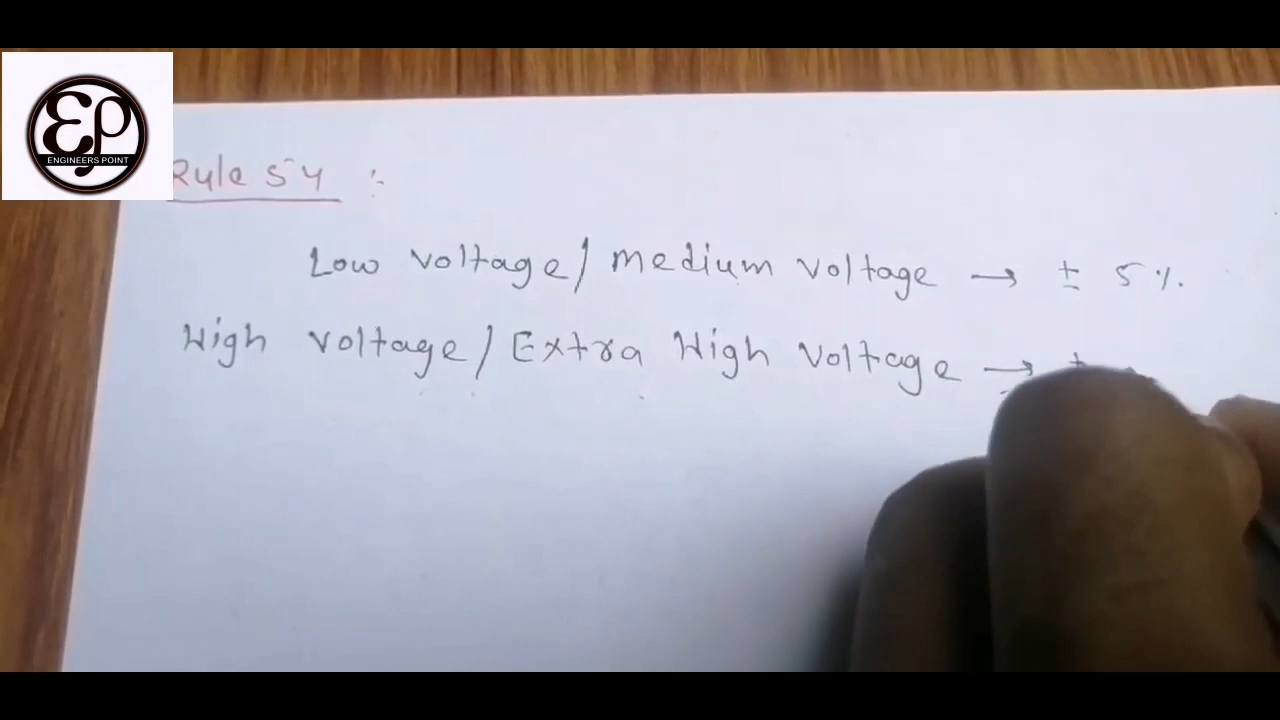 EP
ENGINEERS POINT
Rule 54 :-
Low voltage/ medium voltage → ± 5%.
High voltage/ Extra High voltage → ±